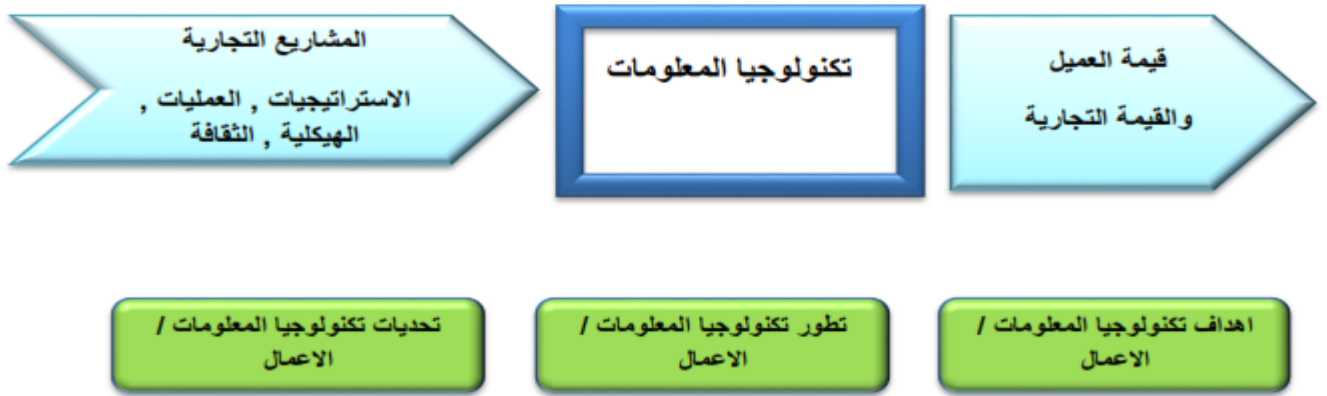 المشاريع التجارية
الاستراتيجيات , العمليات ,
الهيكلية , الثقافة
تكنولوجيا المعلومات
قيمة العميل
والقيمة التجارية
تحديات تكنولوجيا المعلومات /
الاعمال
تطور تكنولوجيا المعلومات /
الاعمال
اهداف تكنولوجيا المعلومات /
الاعمال